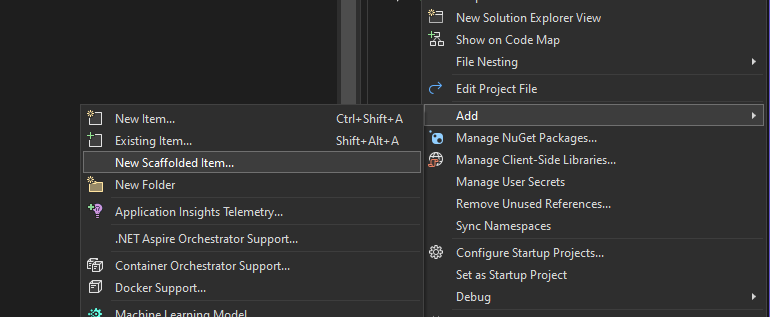 New Solution Explorer View
Show on Code Map
File Nesting
Edit Project File
Add
Manage NuGet Packages...
Manage Client-Side Libraries...
Manage User Secrets
Remove Unused References...
Sync Namespaces
Configure Startup Projects...
Set as Startup Project
Debug
New Item... Ctrl+Shift+A
Existing Item... Shift+Alt+A
New Scaffolded Item...
New Folder
Application Insights Telemetry...
.NET Aspire Orchestrator Support...
Container Orchestrator Support...
Docker Support...
Machine Learning Model